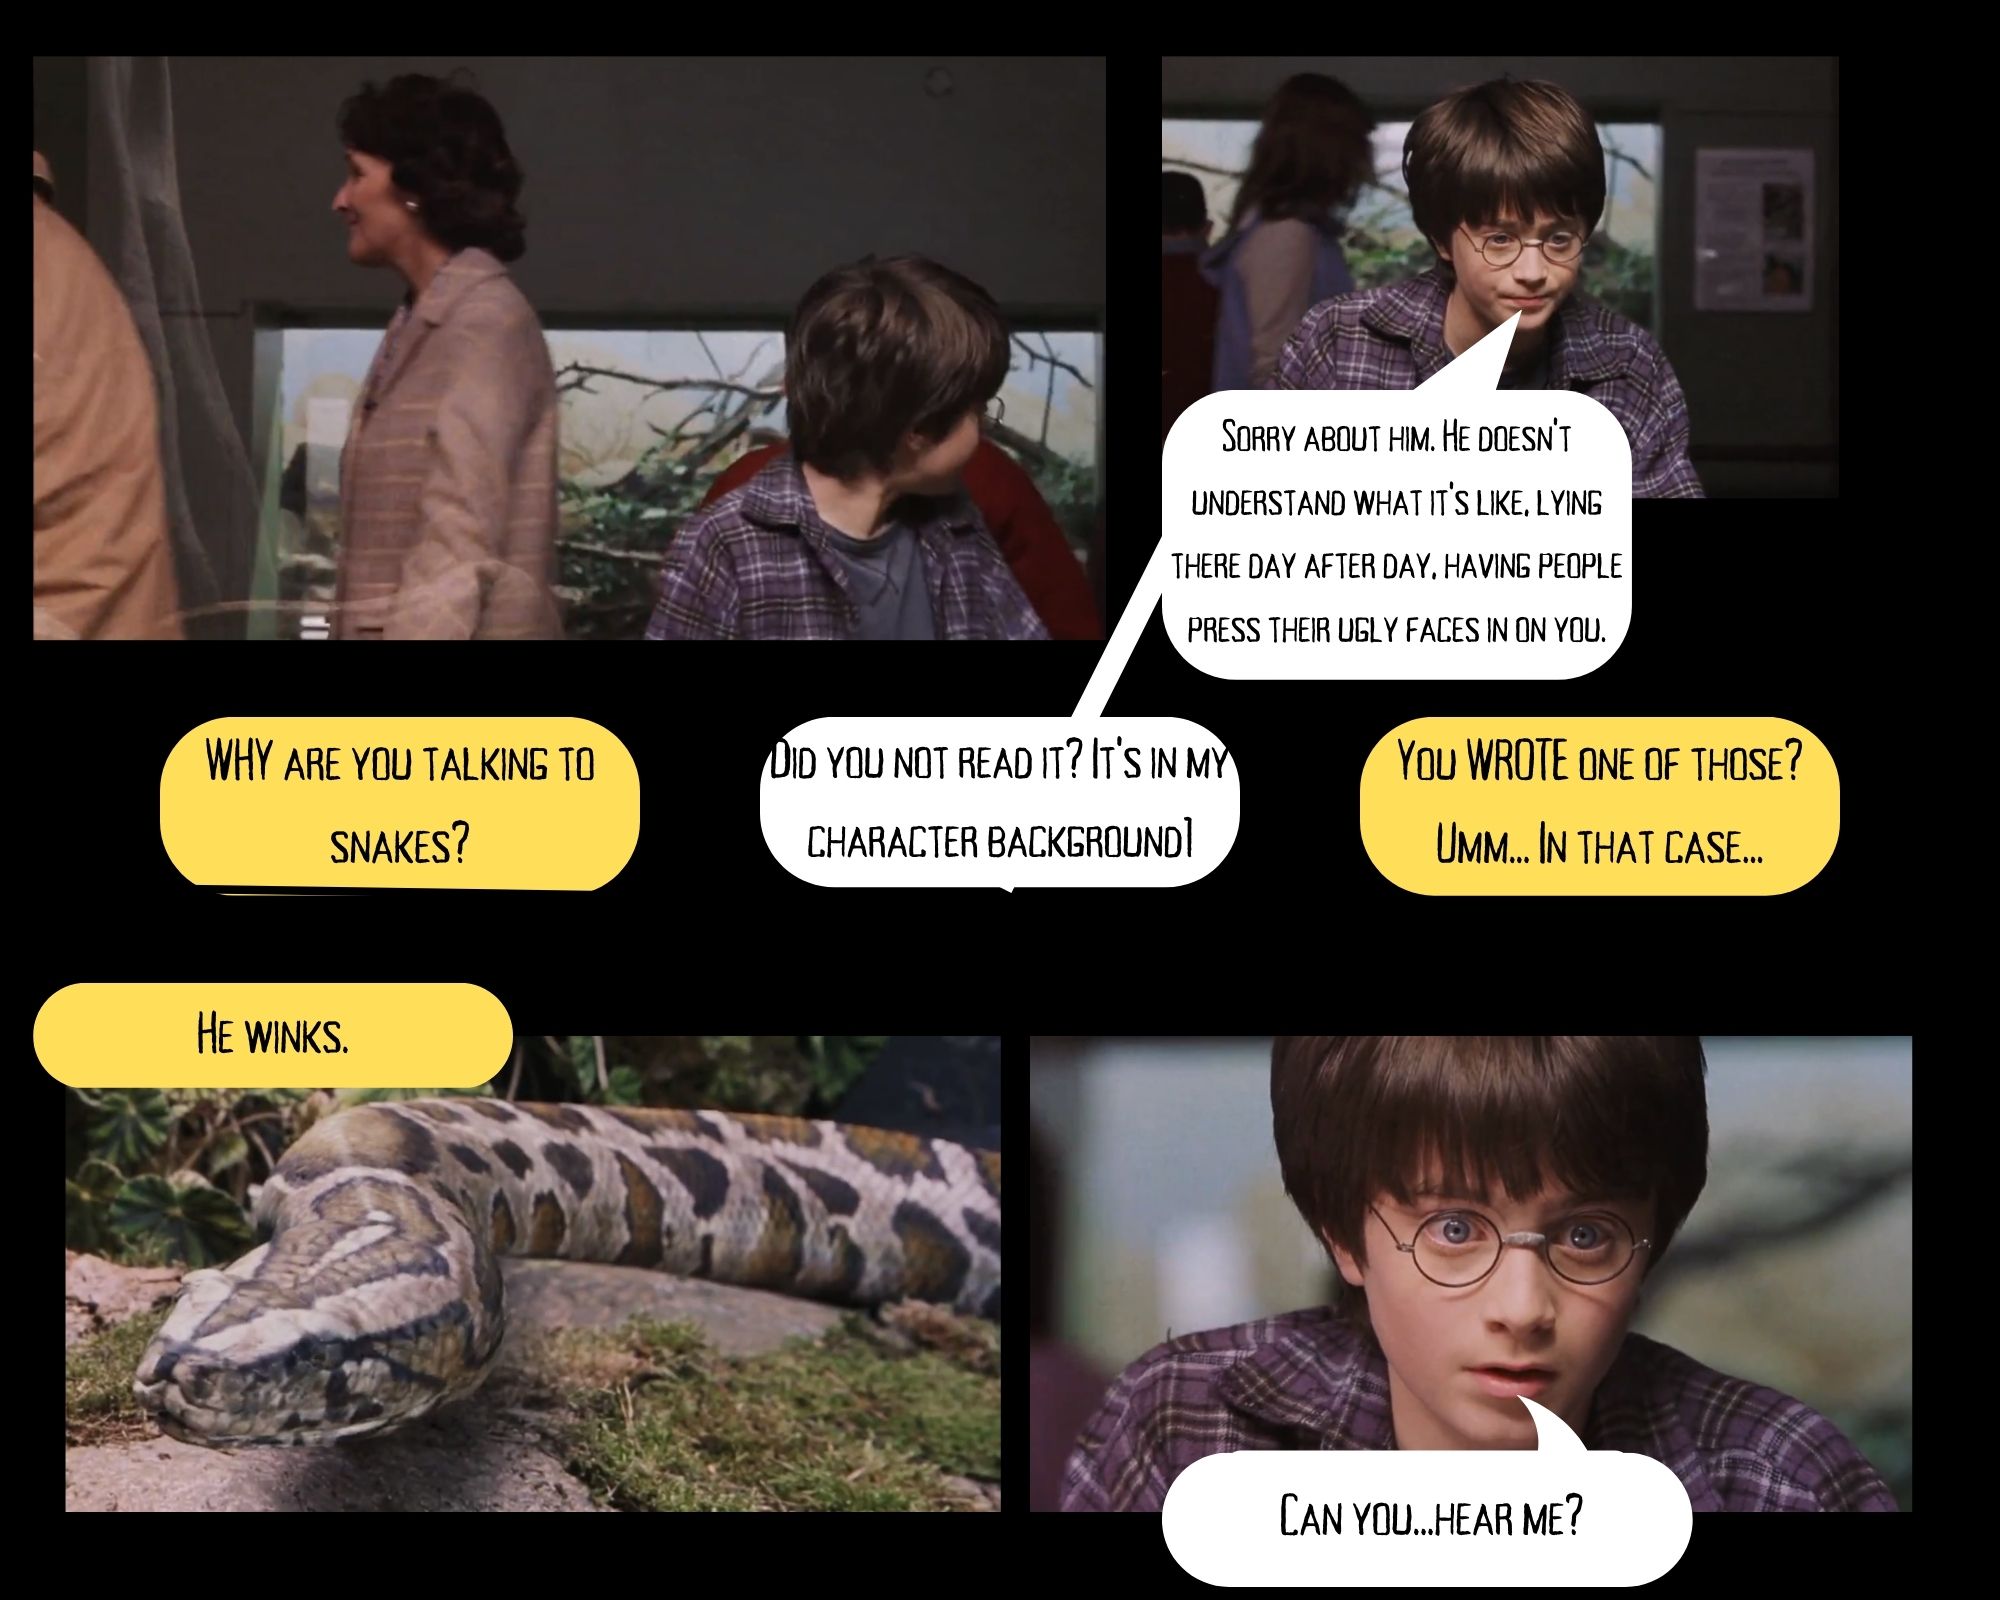 Sorry about him. He doesn't
understand what it's like, lying
there day after day, having people
press their ugly faces in on you.
WHY are you talking to
snakes?
Did you not read it? It's in my
character background]
You WROTE one of those?
Umm... In that case...
He winks.
Can you...hear me?